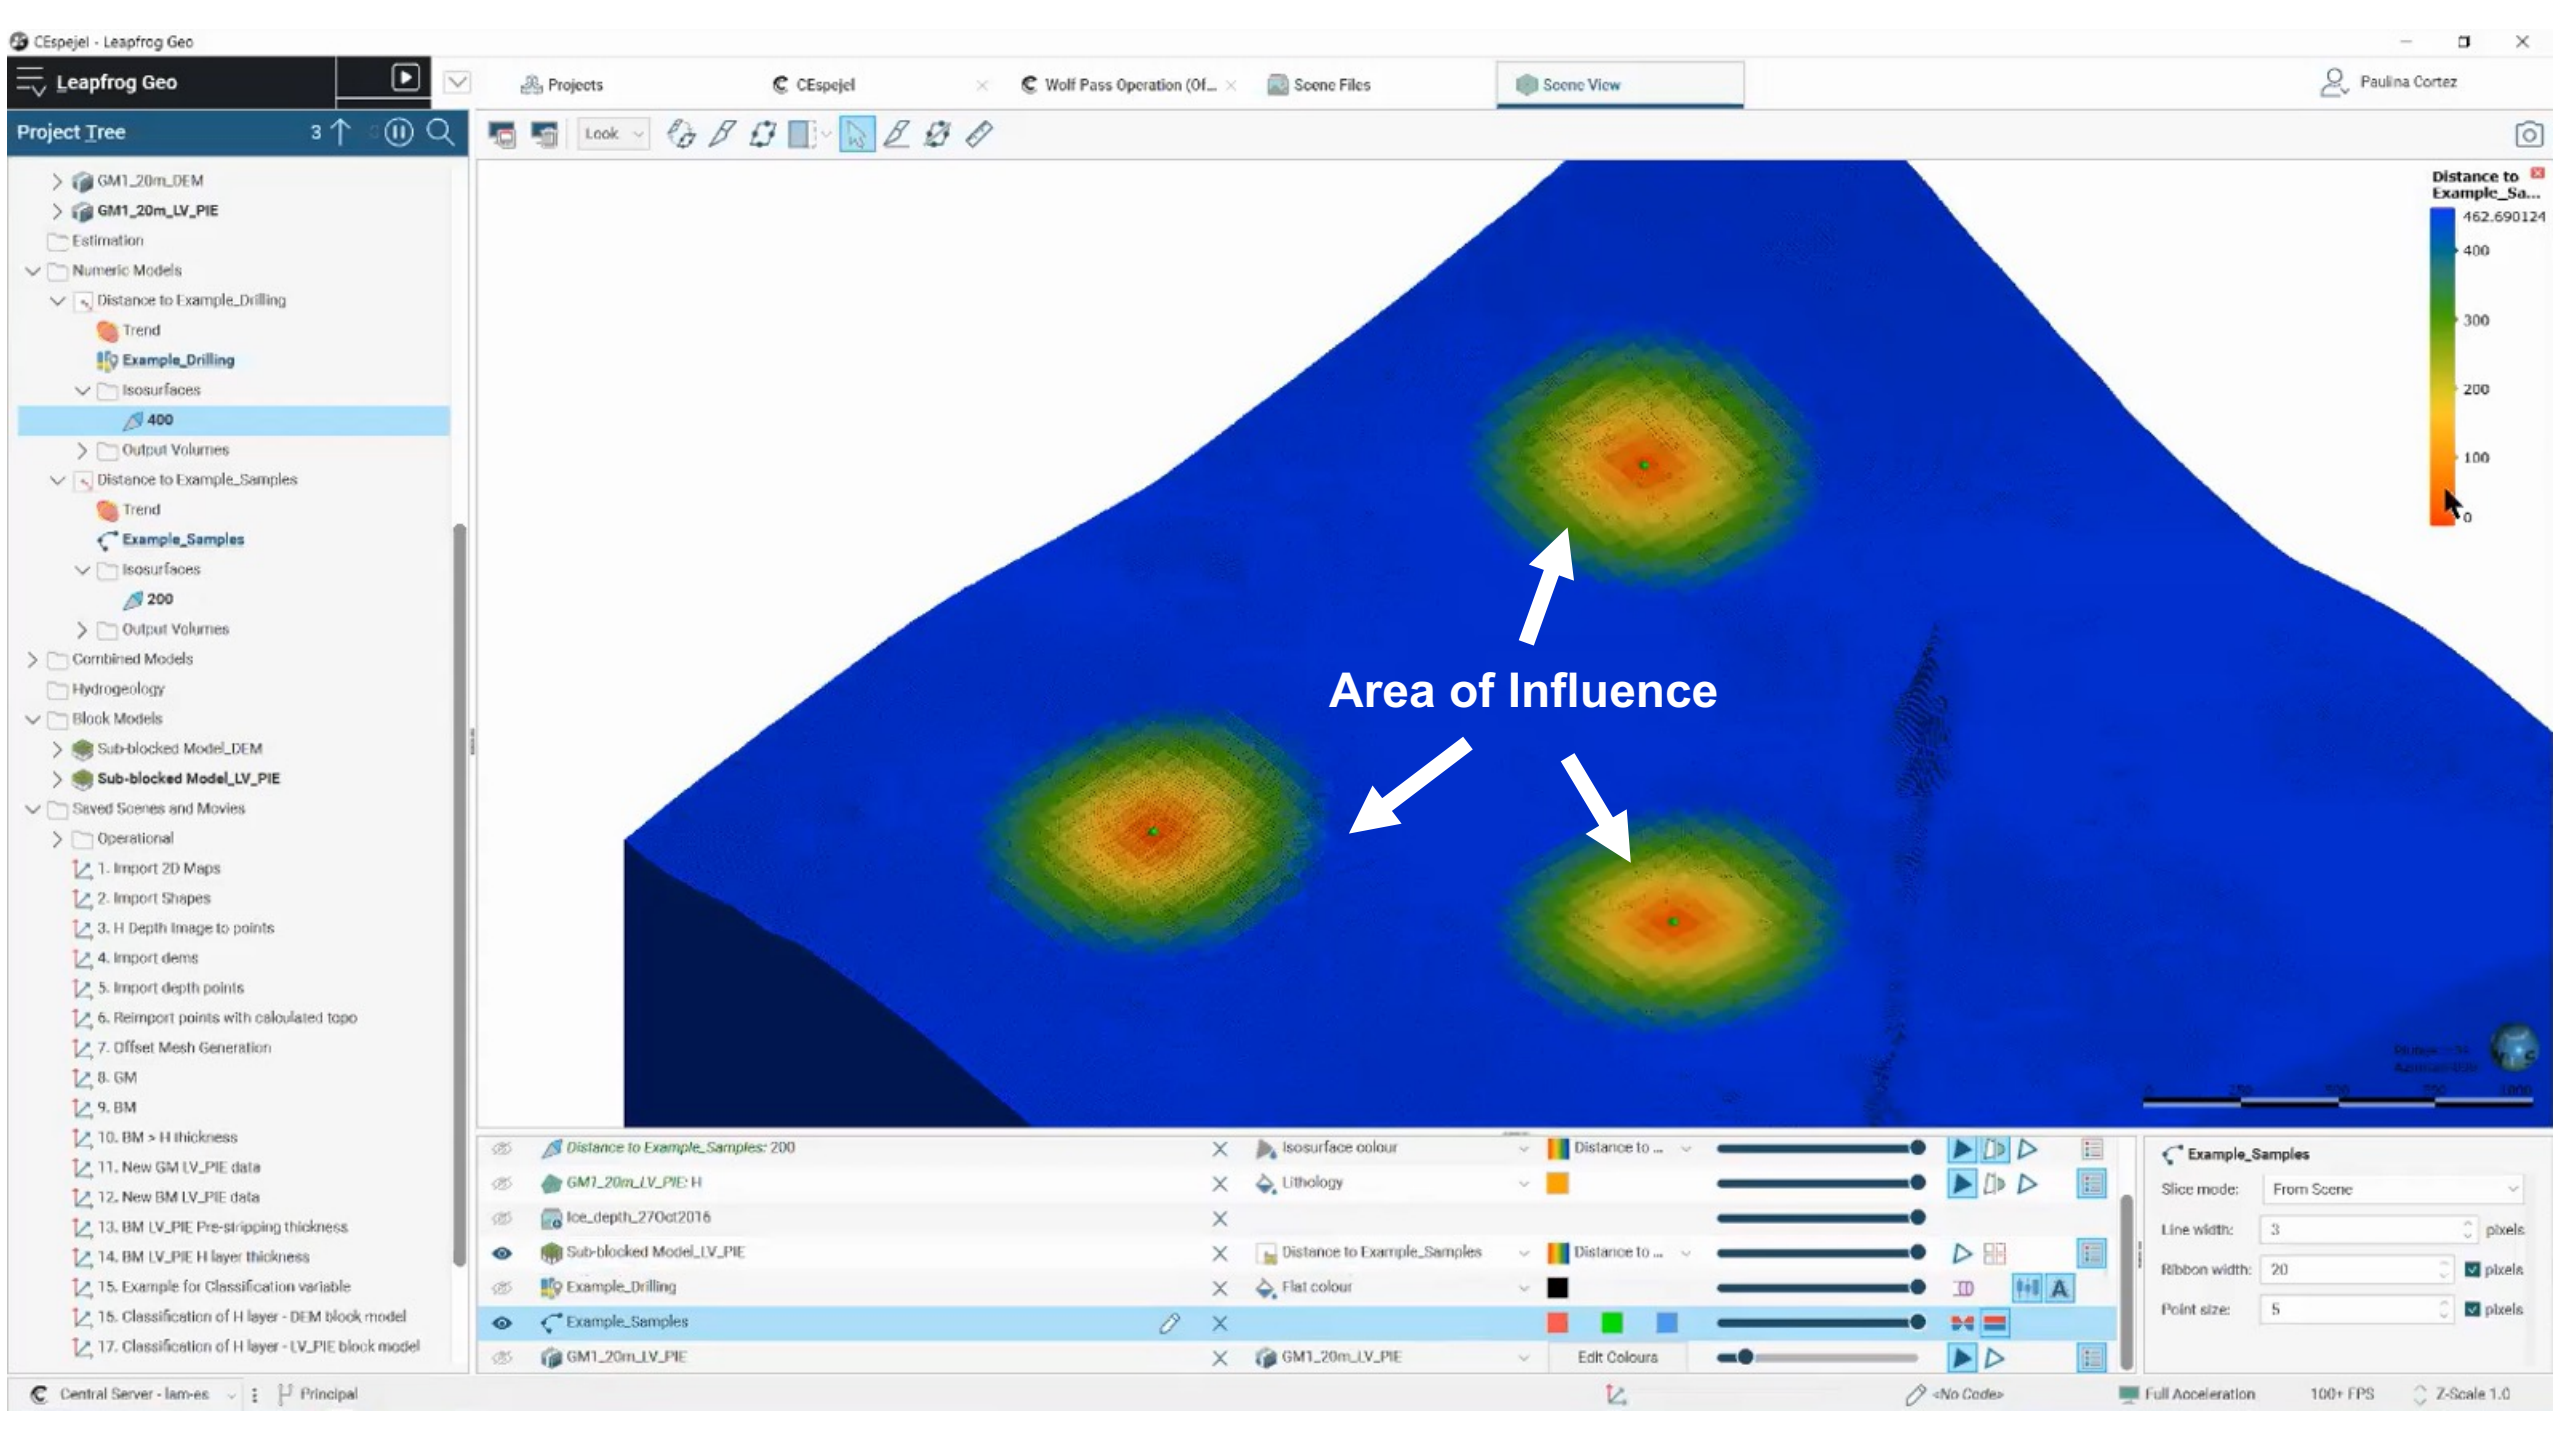 CEspejel - Leapfrog Geo
Leapfrog Geo
Projects
CEspejel
Wolf Pass Operation (Of...
Scene Files
Scene View
Paulina Cortez
Project Tree
3
Look
GM1_20m_DEM
GM1_20m_LV_PIE
Estimation
Numeric Models
Distance to Example_Drilling
Trend
Example_Drilling
Isosurfaces
400
Output Volumes
Distance to Example_Samples
Trend
Example_Samples
Isosurfaces
200
Output Volumes
Combined Models
Hydrogeology
Block Models
Sub-blocked Model_DEM
Sub-blocked Model_LV_PIE
Saved Scenes and Movies
Operational
1. Import 2D Maps
2. Import Shapes
3. H Depth Image to points
4. Import dems
5. Import depth points
6. Reimport points with calculated topo
7. Offset Mesh Generation
8. GM
9. BM
10. BM > H thickness
11. New GM LV_PIE data
12. New BM LV_PIE data
13. BM LV_PIE Pre-stripping thickness
14. BM LV_PIE H layer thickness
15. Example for Classification variable
16. Classification of H layer - DEM block model
17. Classification of H layer - LV_PIE block model
Distance to
Example_Sa...
462.690124
400
300
200
100
0
Area of Influence
0 250 500 750 1000
Distance to Example_Samples: 200
Isosurface colour
Distance to ...
GM1_20m_LV_PIE: H
Lithology
Ice_depth_27Oct2016
Sub-blocked Model_LV_PIE
Distance to Example_Samples
Distance to ...
Example_Drilling
Flat colour
A
Example_Samples
GM1_20m_LV_PIE
GM1_20m_LV_PIE
Edit Colours
Example_Samples
Slice mode: From Scene
Line width: 3 pixels
Ribbon width: 20 pixels
Point size: 5 pixels
Central Server - lam-es
Principal
<No Code>
Full Acceleration
100+ FPS
Z-Scale 1.0